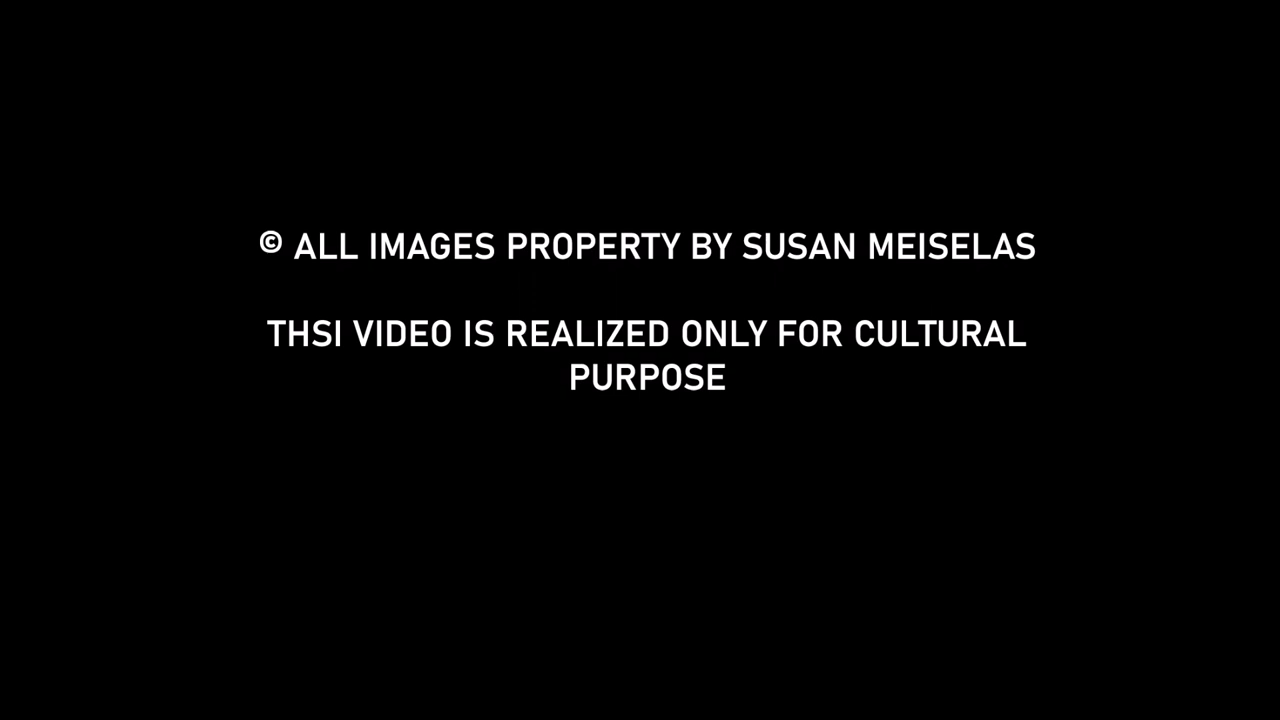 © ALL IMAGES PROPERTY BY SUSAN MEISELAS
THSI VIDEO IS REALIZED ONLY FOR CULTURAL
PURPOSE